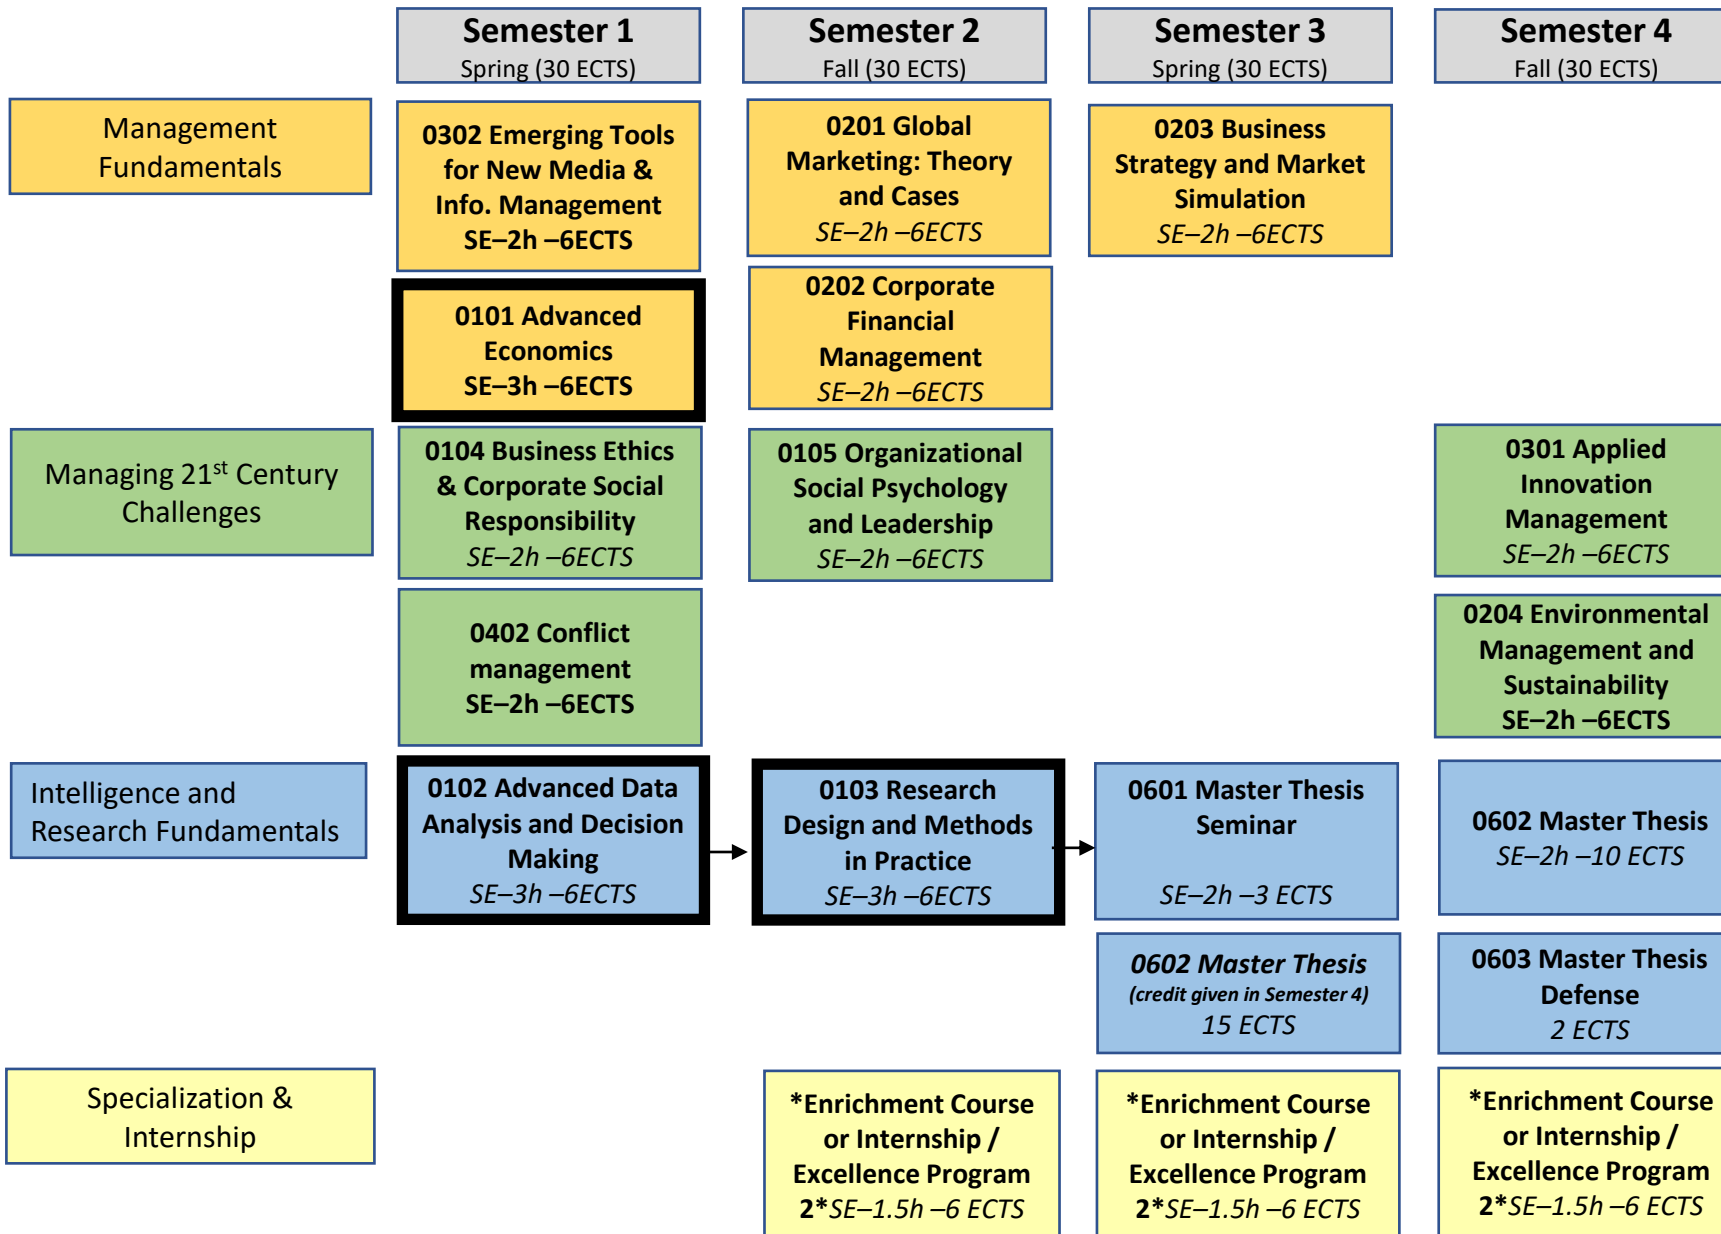 Semester 1
Spring (30 ECTS)
Semester 2
Fall (30 ECTS)
Semester 3
Spring (30 ECTS)
Semester 4
Fall (30 ECTS)
Management
Fundamentals
0302 Emerging Tools
for New Media &
Info. Management
SE–2h –6ECTS
0201 Global
Marketing: Theory
and Cases
SE–2h –6ECTS
0203 Business
Strategy and Market
Simulation
SE–2h –6ECTS
0101 Advanced
Economics
SE–3h –6ECTS
0202 Corporate
Financial
Management
SE–2h –6ECTS
Managing 21st Century
Challenges
0104 Business Ethics
& Corporate Social
Responsibility
SE–2h –6ECTS
0105 Organizational
Social Psychology
and Leadership
SE–2h –6ECTS
0301 Applied
Innovation
Management
SE–2h –6ECTS
0402 Conflict
management
SE–2h –6ECTS
0204 Environmental
Management and
Sustainability
SE–2h –6ECTS
Intelligence and
Research Fundamentals
0102 Advanced Data
Analysis and Decision
Making
SE–3h –6ECTS
0103 Research
Design and Methods
in Practice
SE–3h –6ECTS
0601 Master Thesis
Seminar
SE–2h –3 ECTS
0602 Master Thesis
SE–2h –10 ECTS
0602 Master Thesis
(credit given in Semester 4)
15 ECTS
0603 Master Thesis
Defense
2 ECTS
Specialization &
Internship
*Enrichment Course
or Internship /
Excellence Program
2*SE–1.5h –6 ECTS
*Enrichment Course
or Internship /
Excellence Program
2*SE–1.5h –6 ECTS
*Enrichment Course
or Internship /
Excellence Program
2*SE–1.5h –6 ECTS